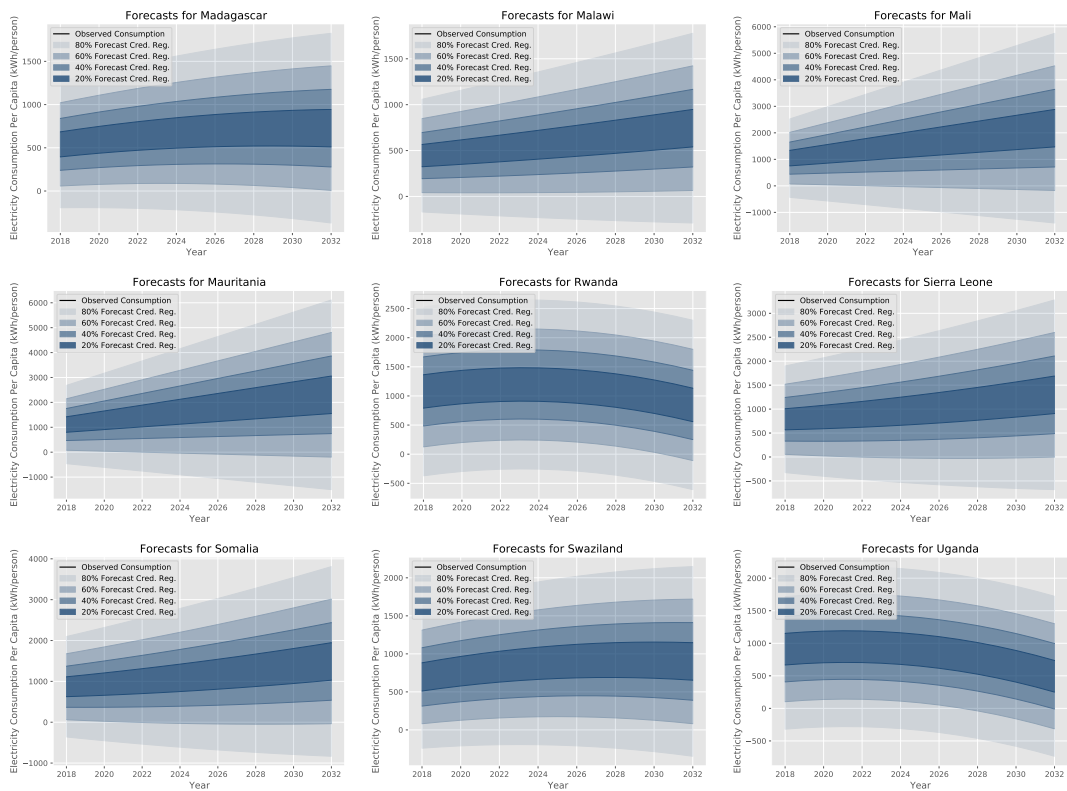 Forecasts for Madagascar
Electricity Consumption Per Capita (kWh/person)
Observed Consumption
80% Forecast Cred. Reg.
60% Forecast Cred. Reg.
40% Forecast Cred. Reg.
20% Forecast Cred. Reg.
1500
1000
500
0
2018 2020 2022 2024 2026 2028 2030 2032
Year
Forecasts for Malawi
Electricity Consumption Per Capita (kWh/person)
Observed Consumption
80% Forecast Cred. Reg.
60% Forecast Cred. Reg.
40% Forecast Cred. Reg.
20% Forecast Cred. Reg.
1500
1000
500
0
2018 2020 2022 2024 2026 2028 2030 2032
Year
Forecasts for Mali
Electricity Consumption Per Capita (kWh/person)
Observed Consumption
80% Forecast Cred. Reg.
60% Forecast Cred. Reg.
40% Forecast Cred. Reg.
20% Forecast Cred. Reg.
6000
5000
4000
3000
2000
1000
0
−1000
2018 2020 2022 2024 2026 2028 2030 2032
Year
Forecasts for Mauritania
Electricity Consumption Per Capita (kWh/person)
Observed Consumption
80% Forecast Cred. Reg.
60% Forecast Cred. Reg.
40% Forecast Cred. Reg.
20% Forecast Cred. Reg.
6000
5000
4000
3000
2000
1000
0
−1000
2018 2020 2022 2024 2026 2028 2030 2032
Year
Forecasts for Rwanda
Electricity Consumption Per Capita (kWh/person)
Observed Consumption
80% Forecast Cred. Reg.
60% Forecast Cred. Reg.
40% Forecast Cred. Reg.
20% Forecast Cred. Reg.
2500
2000
1500
1000
500
0
−500
2018 2020 2022 2024 2026 2028 2030 2032
Year
Forecasts for Sierra Leone
Electricity Consumption Per Capita (kWh/person)
Observed Consumption
80% Forecast Cred. Reg.
60% Forecast Cred. Reg.
40% Forecast Cred. Reg.
20% Forecast Cred. Reg.
3000
2500
2000
1500
1000
500
0
−500
2018 2020 2022 2024 2026 2028 2030 2032
Year
Forecasts for Somalia
Electricity Consumption Per Capita (kWh/person)
Observed Consumption
80% Forecast Cred. Reg.
60% Forecast Cred. Reg.
40% Forecast Cred. Reg.
20% Forecast Cred. Reg.
4000
3000
2000
1000
0
−1000
2018 2020 2022 2024 2026 2028 2030 2032
Year
Forecasts for Swaziland
Electricity Consumption Per Capita (kWh/person)
Observed Consumption
80% Forecast Cred. Reg.
60% Forecast Cred. Reg.
40% Forecast Cred. Reg.
20% Forecast Cred. Reg.
2000
1500
1000
500
0
2018 2020 2022 2024 2026 2028 2030 2032
Year
Forecasts for Uganda
Electricity Consumption Per Capita (kWh/person)
Observed Consumption
80% Forecast Cred. Reg.
60% Forecast Cred. Reg.
40% Forecast Cred. Reg.
20% Forecast Cred. Reg.
2000
1500
1000
500
0
−500
2018 2020 2022 2024 2026 2028 2030 2032
Year